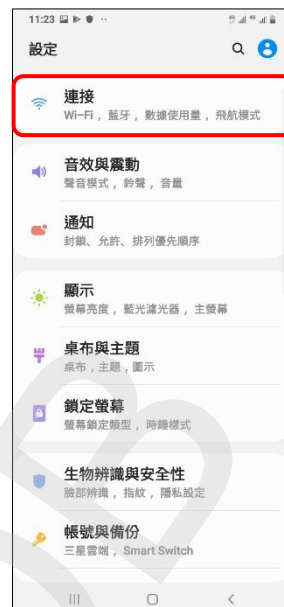 11:23
設定
連接
Wi-Fi , 藍牙 , 數據使用量 , 飛航模式
音效與震動
聲音模式 , 鈴聲 , 音量
通知
封鎖、允許、排列優先順序
顯示
螢幕亮度 , 藍光濾光器 , 主螢幕
桌布與主題
桌布 , 主題 , 圖示
鎖定螢幕
螢幕鎖定類型 , 時鐘樣式
生物辨識與安全性
臉部辨識 , 指紋 , 隱私設定
帳號與備份
三星雲端 , Smart Switch